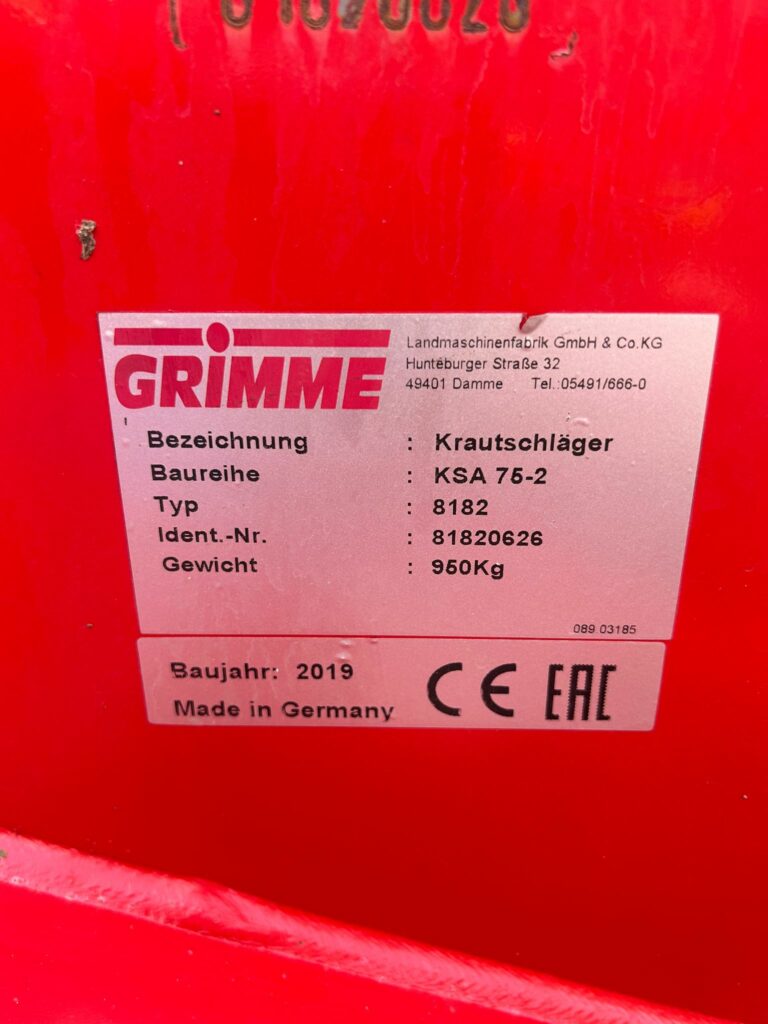 GRIMME
Landmaschinenfabrik GmbH & Co.KG
Hunteburger Straße 32
49401 Damme Tel.:05491/666-0
Bezeichnung : Krautschläger
Baureihe : KSA 75-2
Typ : 8182
Ident.-Nr. : 81820626
Gewicht : 950Kg
089 03185
Baujahr: 2019
Made in Germany
CE EAC